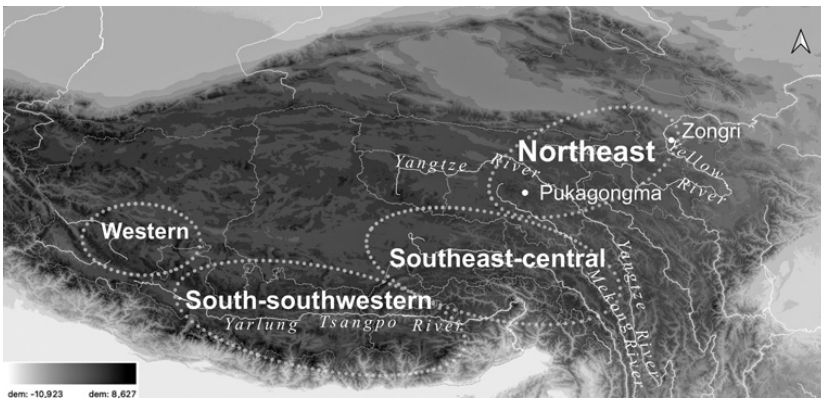 Zongri
Northeast
Yellow River
Yangtze River
Pukagongma
Western
Southeast-central
South-southwestern
Yarlung Tsangpo River
Mekong River
Yangtze River
dem: -10,923 dem: 8,627